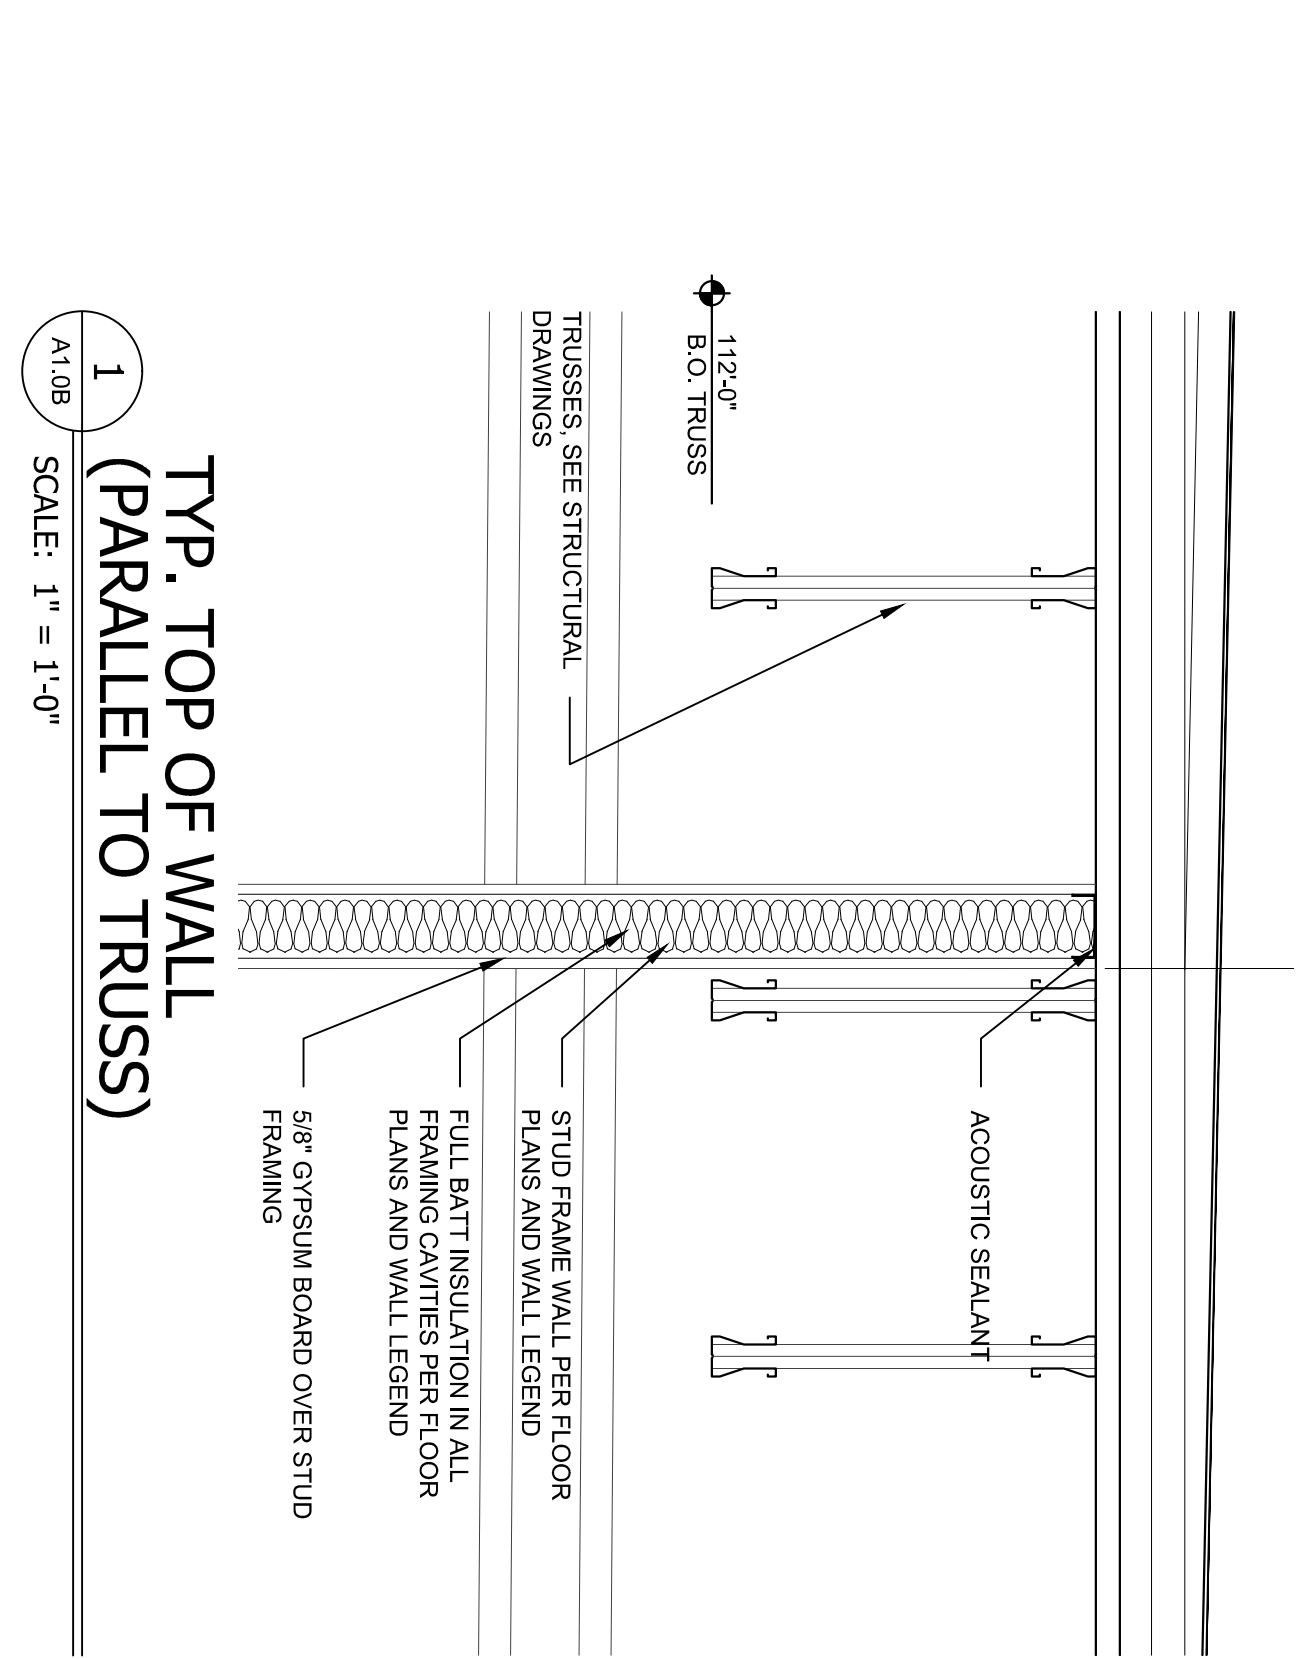 112'-0"
B.O. TRUSS
TRUSSES, SEE STRUCTURAL
DRAWINGS
ACOUSTIC SEALANT
STUD FRAME WALL PER FLOOR
PLANS AND WALL LEGEND
FULL BATT INSULATION IN ALL
FRAMING CAVITIES PER FLOOR
PLANS AND WALL LEGEND
5/8" GYPSUM BOARD OVER STUD
FRAMING
TYP. TOP OF WALL
(PARALLEL TO TRUSS)
1
A1.0B
SCALE: 1" = 1'-0"